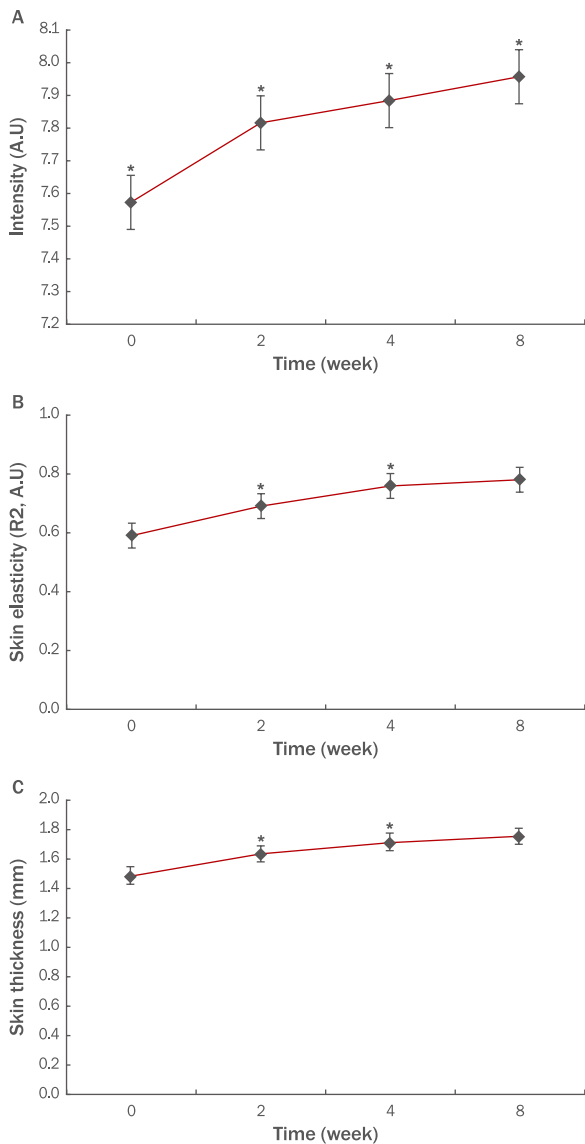 A
8.1
8.0
7.9
7.8
7.7
7.6
7.5
7.4
7.3
7.2
Intensity (A.U)
* * * *
0 2 4 8
Time (week)
B
1.0
0.8
0.6
0.4
0.2
0.0
Skin elasticity (R2, A.U)
* *
0 2 4 8
Time (week)
C
2.0
1.8
1.6
1.4
1.2
1.0
0.8
0.6
0.4
0.2
0.0
Skin thickness (mm)
* *
0 2 4 8
Time (week)